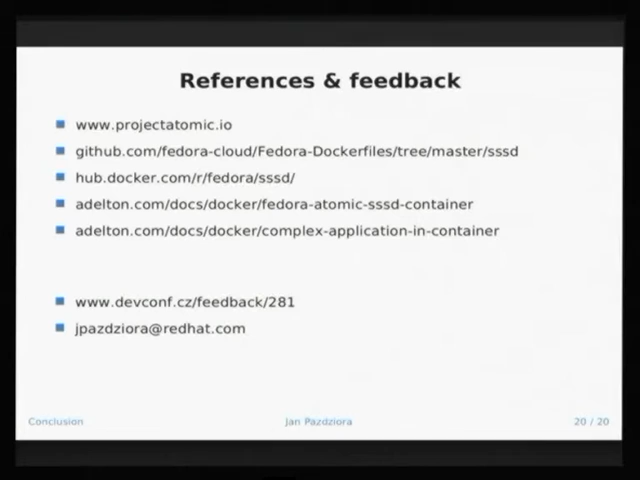 References & feedback
www.projectatomic.io
github.com/fedora-cloud/Fedora-Dockerfiles/tree/master/sssd
hub.docker.com/r/fedora/sssd/
adelton.com/docs/docker/fedora-atomic-sssd-container
adelton.com/docs/docker/complex-application-in-container
www.devconf.cz/feedback/281
jpazdziora@redhat.com
Conclusion
Jan Pazdziora
20 / 20